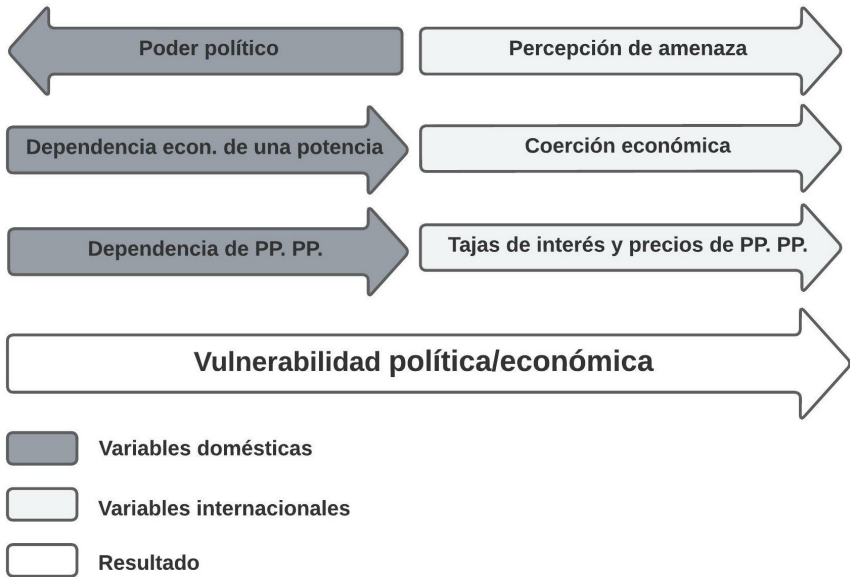 Poder político
Percepción de amenaza
Dependencia econ. de una potencia
Coerción económica
Dependencia de PP. PP.
Tajas de interés y precios de PP. PP.
Vulnerabilidad política/económica
Variables domésticas
Variables internacionales
Resultado